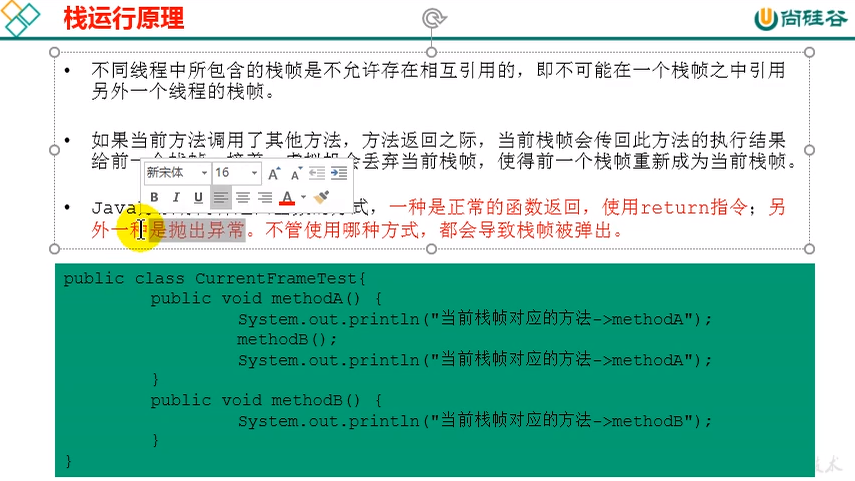 栈运行原理
尚硅谷
• 不同线程中所包含的栈帧是不允许存在相互引用的，即不可能在一个栈帧之中引用
另外一个线程的栈帧。
• 如果当前方法调用了其他方法，方法返回之际，当前栈帧会传回此方法的执行结果
给前一个栈帧，接着，虚拟机会丢弃当前栈帧，使得前一个栈帧重新成为当前栈帧。
新宋体 16 A A
B I U A
• Java 方式，一种是正常的函数返回，使用return指令；另
外一种是抛出异常。不管使用哪种方式，都会导致栈帧被弹出。
public class CurrentFrameTest{
public void methodA() {
System.out.println("当前栈帧对应的方法->methodA");
methodB();
System.out.println("当前栈帧对应的方法->methodA");
}
public void methodB() {
System.out.println("当前栈帧对应的方法->methodB");
}
}
技术